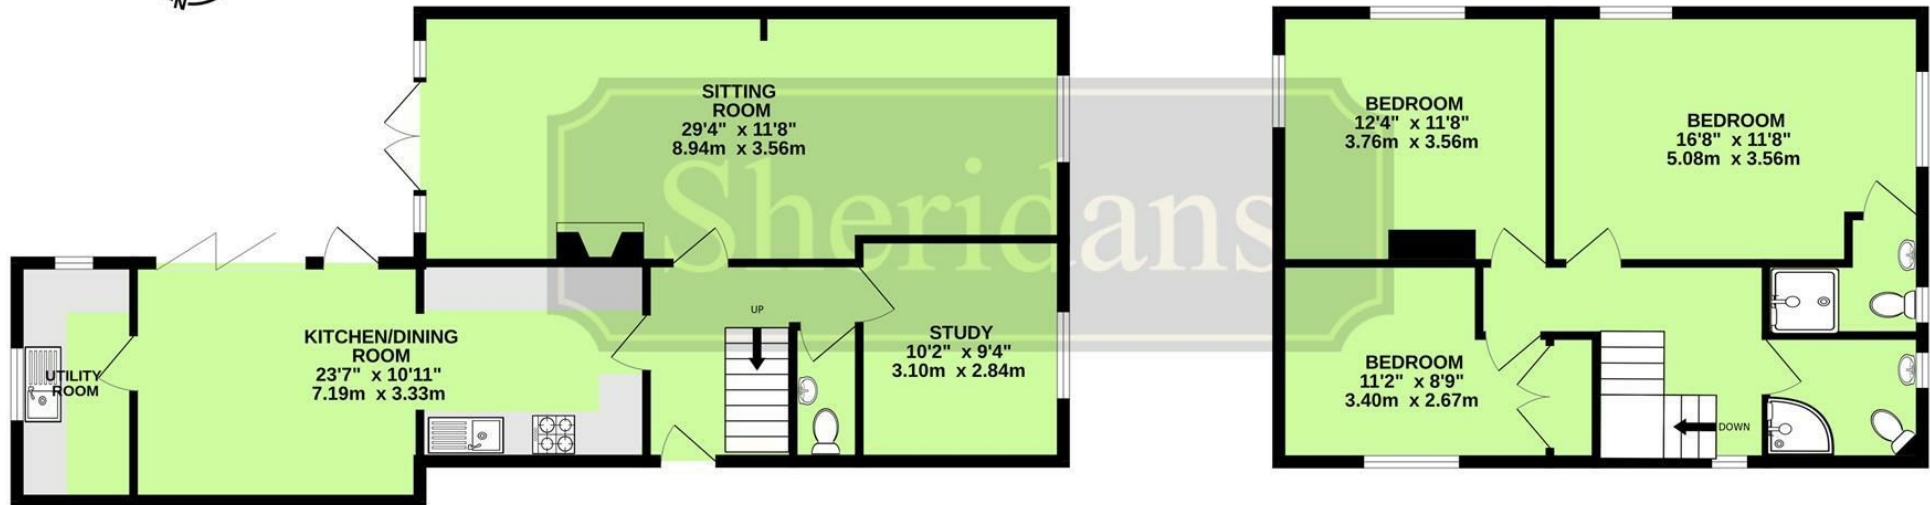 N
SITTING
ROOM
29'4" x 11'8"
8.94m x 3.56m
BEDROOM
12'4" x 11'8"
3.76m x 3.56m
BEDROOM
16'8" x 11'8"
5.08m x 3.56m
Sheridans
KITCHEN/DINING
ROOM
23'7" x 10'11"
7.19m x 3.33m
UTILITY
ROOM
UP
STUDY
10'2" x 9'4"
3.10m x 2.84m
BEDROOM
11'2" x 8'9"
3.40m x 2.67m
DOWN